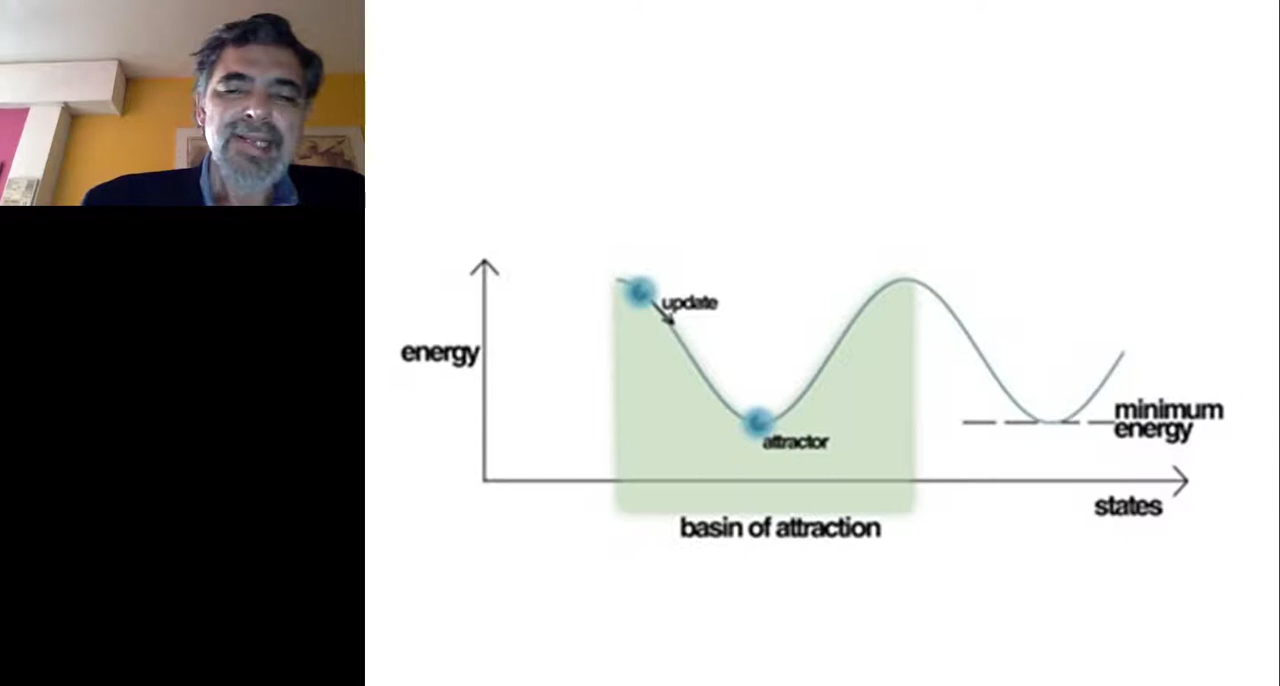 update
energy
minimum
energy
attractor
states
basin of attraction